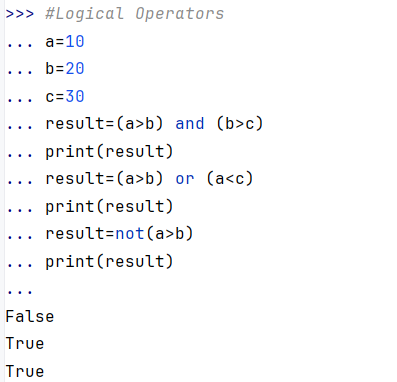 >>> #Logical Operators
... a=10
... b=20
... c=30
... result=(a>b) and (b>c)
... print(result)
... result=(a>b) or (a<c)
... print(result)
... result=not(a>b)
... print(result)
...
False
True
True